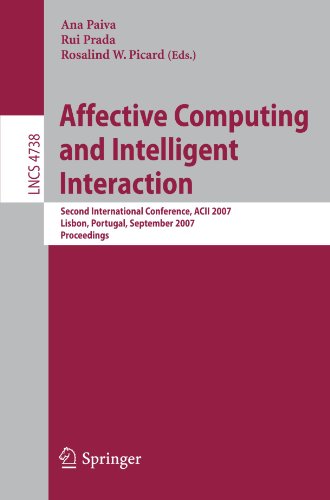 Ana Paiva
Rui Prada
Rosalind W. Picard (Eds.)
LNCS 4738
Affective Computing
and Intelligent
Interaction
Second International Conference, ACII 2007
Lisbon, Portugal, September 2007
Proceedings
Springer